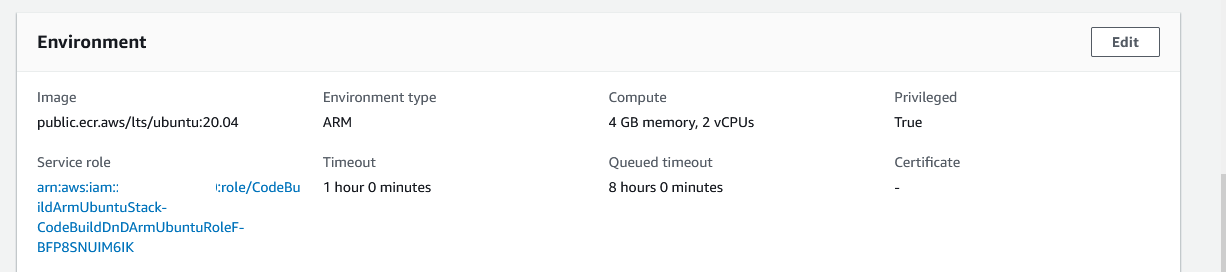 Environment
Edit
Image
Environment type
Compute
Privileged
public.ecr.aws/lts/ubuntu:20.04
ARM
4 GB memory, 2 vCPUs
True
Service role
Timeout
Queued timeout
Certificate
arn:aws:iam:: :role/CodeBu
1 hour 0 minutes
8 hours 0 minutes
-
ildArmUbuntuStack-
CodeBuildDnDArmUbuntuRoleF-
BFP8SNUIM6IK